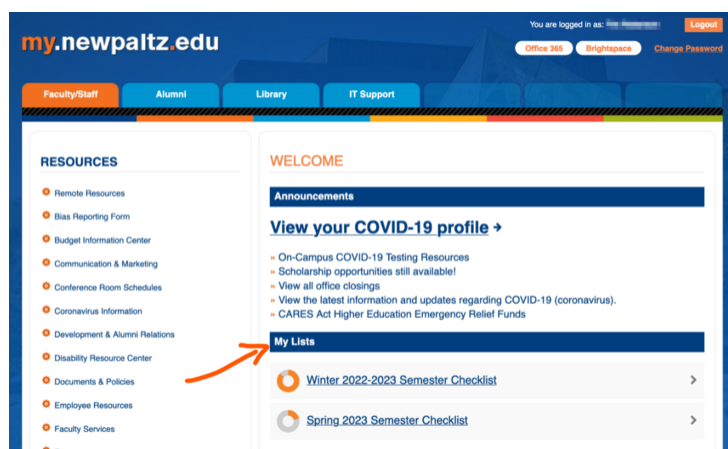 You are logged in as:
Logout
my.newpaltz.edu
Office 365
Brightspace
Change Password
Faculty/Staff
Alumni
Library
IT Support
RESOURCES
Remote Resources
Bias Reporting Form
Budget Information Center
Communication & Marketing
Conference Room Schedules
Coronavirus Information
Development & Alumni Relations
Disability Resource Center
Documents & Policies
Employee Resources
Faculty Services
WELCOME
Announcements
View your COVID-19 profile →
» On-Campus COVID-19 Testing Resources
» Scholarship opportunities still available!
» View all office closings
» View the latest information and updates regarding COVID-19 (coronavirus).
» CARES Act Higher Education Emergency Relief Funds
My Lists
Winter 2022-2023 Semester Checklist
Spring 2023 Semester Checklist